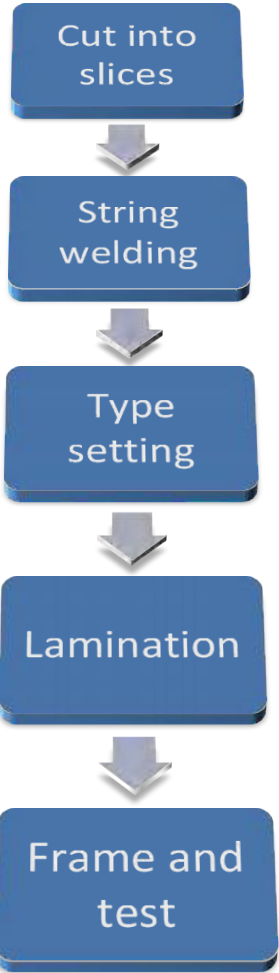 Cut into
slices
String
welding
Type
setting
Lamination
Frame and
test